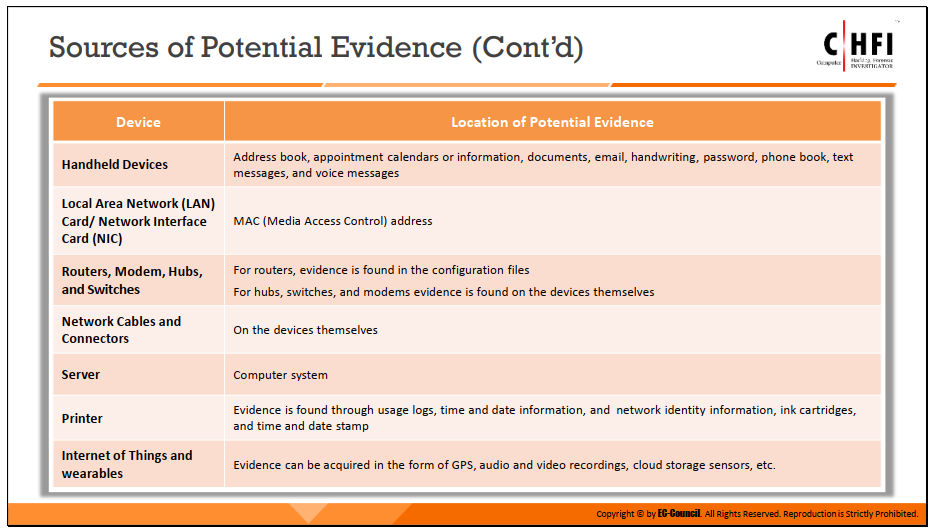 Sources of Potential Evidence (Cont'd)
C HFI
Computer Hacking Forensic
INVESTIGATOR
Device
Location of Potential Evidence
Handheld Devices
Address book, appointment calendars or information, documents, email, handwriting, password, phone book, text
messages, and voice messages
Local Area Network (LAN)
Card/ Network Interface
Card (NIC)
MAC (Media Access Control) address
Routers, Modem, Hubs,
and Switches
For routers, evidence is found in the configuration files
For hubs, switches, and modems evidence is found on the devices themselves
Network Cables and
Connectors
On the devices themselves
Server
Computer system
Printer
Evidence is found through usage logs, time and date information, and network identity information, ink cartridges,
and time and date stamp
Internet of Things and
wearables
Evidence can be acquired in the form of GPS, audio and video recordings, cloud storage sensors, etc.
Copyright © by EC-Council. All Rights Reserved. Reproduction is Strictly Prohibited.